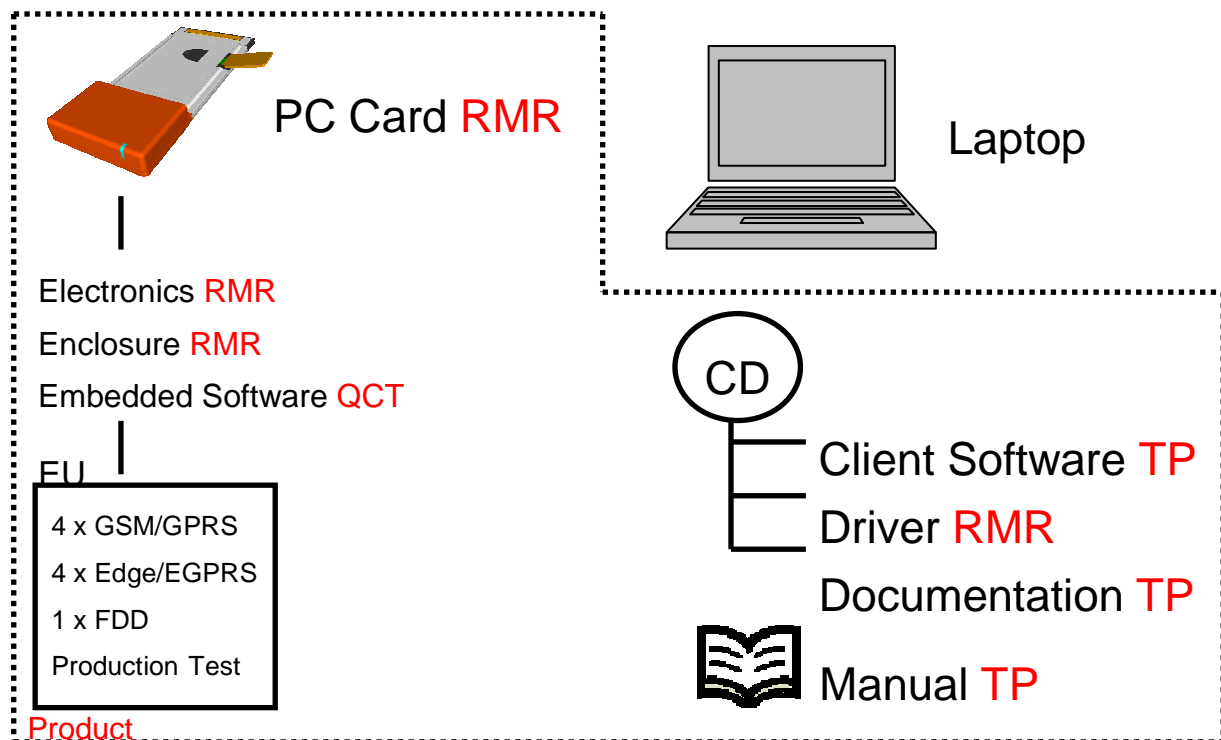 PC Card RMR
Laptop
Electronics RMR
Enclosure RMR
Embedded Software QCT
EU
4 x GSM/GPRS
4 x Edge/EGPRS
1 x FDD
Production Test
Product
CD
Client Software TP
Driver RMR
Documentation TP
Manual TP